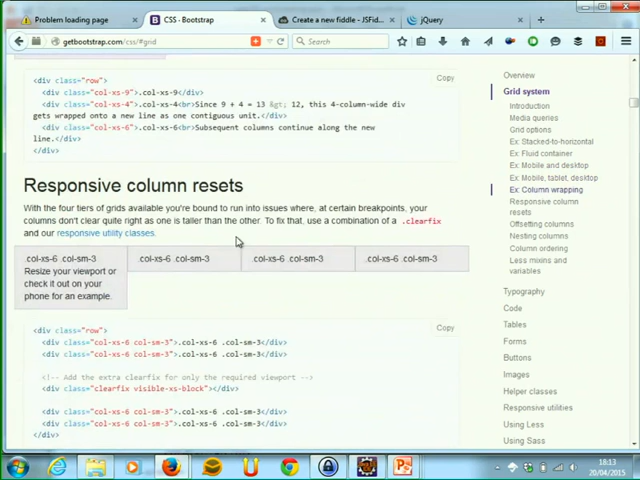 Problem loading page
CSS · Bootstrap
Create a new fiddle - JSFid...
jQuery
getbootstrap.com/css/#grid
Search
<div class="row">
<div class="col-xs-9">.col-xs-9</div>
<div class="col-xs-4">.col-xs-4<br>Since 9 + 4 = 13 &gt; 12, this 4-column-wide div
gets wrapped onto a new line as one contiguous unit.</div>
<div class="col-xs-6">.col-xs-6<br>Subsequent columns continue along the new
line.</div>
</div>
Copy
Responsive column resets
With the four tiers of grids available you're bound to run into issues where, at certain breakpoints, your
columns don't clear quite right as one is taller than the other. To fix that, use a combination of a .clearfix
and our responsive utility classes.
.col-xs-6 .col-sm-3
Resize your viewport or
check it out on your
phone for an example.
.col-xs-6 .col-sm-3
.col-xs-6 .col-sm-3
.col-xs-6 .col-sm-3
<div class="row">
<div class="col-xs-6 col-sm-3">.col-xs-6 .col-sm-3</div>
<div class="col-xs-6 col-sm-3">.col-xs-6 .col-sm-3</div>
<!-- Add the extra clearfix for only the required viewport -->
<div class="clearfix visible-xs-block"></div>
<div class="col-xs-6 col-sm-3">.col-xs-6 .col-sm-3</div>
<div class="col-xs-6 col-sm-3">.col-xs-6 .col-sm-3</div>
</div>
Copy
Overview
Grid system
Introduction
Media queries
Grid options
Ex: Stacked-to-horizontal
Ex: Fluid container
Ex: Mobile and desktop
Ex: Mobile, tablet, desktop
Ex: Column wrapping
Responsive column
resets
Offsetting columns
Nesting columns
Column ordering
Less mixins and
variables
Typography
Code
Tables
Forms
Buttons
Images
Helper classes
Responsive utilities
Using Less
Using Sass
18:13
20/04/2015